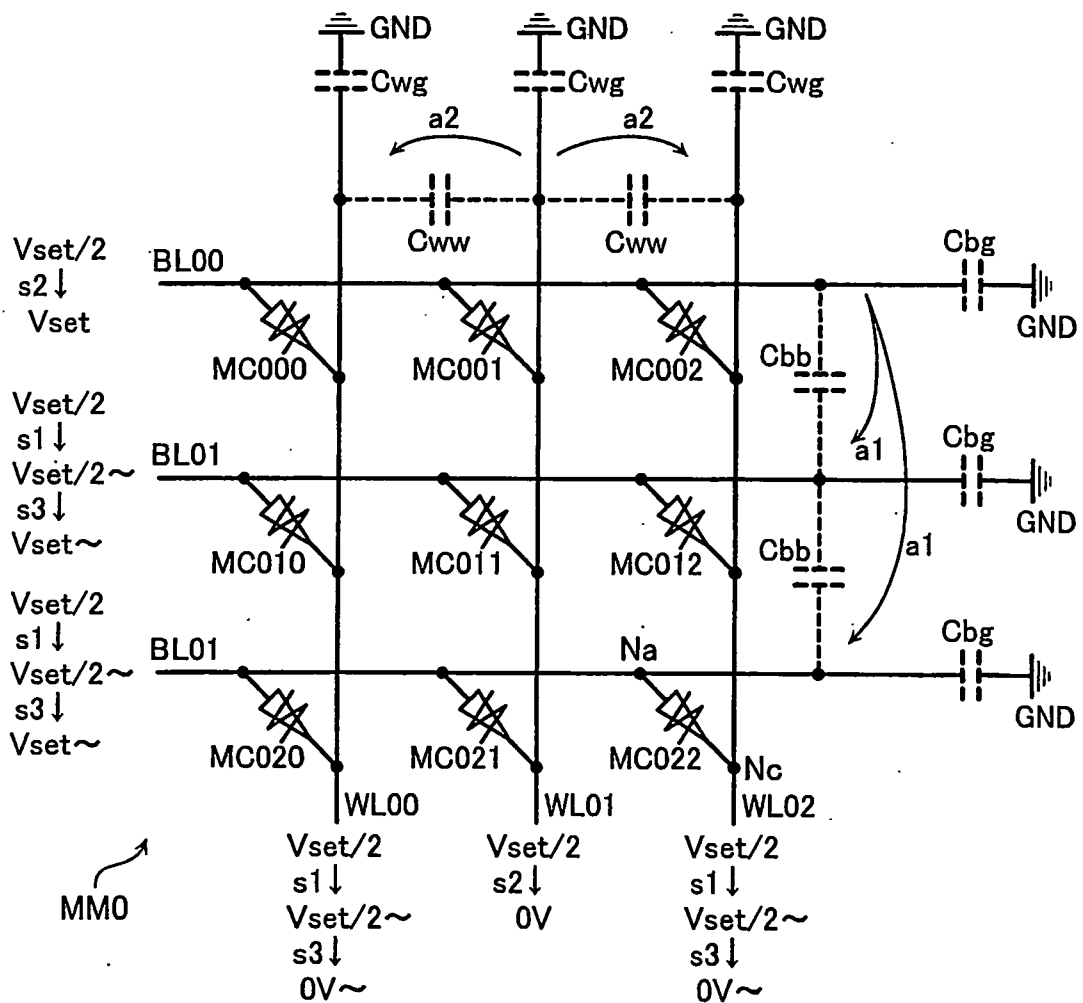 GND GND GND
Cwg Cwg Cwg
a2 a2
Cww Cww
Vset/2
s2↓
Vset
BL00
Cbg
GND
MC000 MC001 MC002
Cbb
a1
Vset/2
s1↓
Vset/2~
s3↓
Vset~
BL01
Cbg
GND
MC010 MC011 MC012
Cbb
a1
Vset/2
s1↓
Vset/2~
s3↓
Vset~
BL01
Na
Cbg
GND
MC020 MC021 MC022
Nc
WL00 WL01 WL02
Vset/2
s1↓
Vset/2~
s3↓
0V~
Vset/2
s2↓
0V
Vset/2
s1↓
Vset/2~
s3↓
0V~
MM0